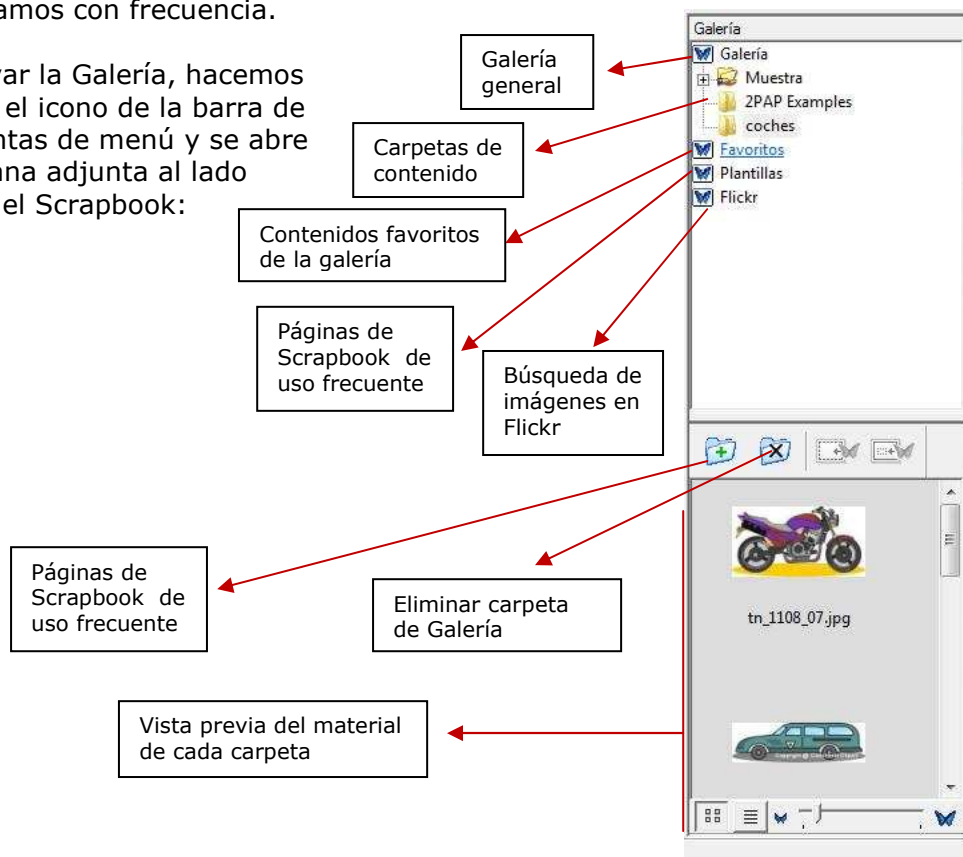 amos con frecuencia.
var la Galería, hacemos
el icono de la barra de
ntas de menú y se abre
ana adjunta al lado
el Scrapbook:
Galería
general
Carpetas de
contenido
Contenidos favoritos
de la galería
Páginas de
Scrapbook de
uso frecuente
Búsqueda de
imágenes en
Flickr
Páginas de
Scrapbook de
uso frecuente
Eliminar carpeta
de Galería
Vista previa del material
de cada carpeta
Galería
Galería
Muestra
2PAP Examples
coches
Favoritos
Plantillas
Flickr
tn_1108_07.jpg